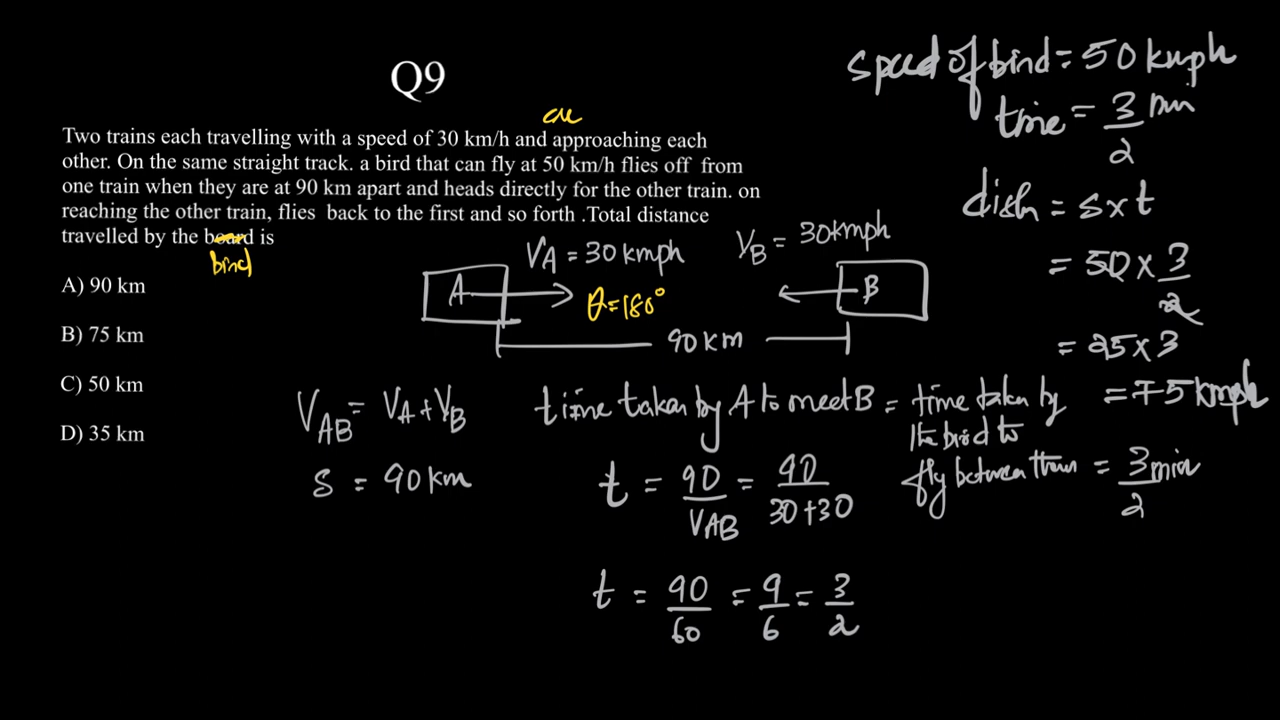 Q9
are
Two trains each travelling with a speed of 30 km/h and approaching each
other. On the same straight track. a bird that can fly at 50 km/h flies off from
one train when they are at 90 km apart and heads directly for the other train. on
reaching the other train, flies back to the first and so forth .Total distance
travelled by the board is
bird
A) 90 km
B) 75 km
C) 50 km
D) 35 km
VA = 30 kmph
VB = 30kmph
A
θ=180°
B
90 KM
VAB = VA + VB
S = 90 km
time taken by A to meet B = time taken by
the bird to
fly between them = 3/2 min
t = 90/VAB = 90/30+30
t = 90/60 = 9/6 = 3/2
speed of bird = 50 kmph
time = 3/2 min
dish = s x t
= 50 x 3/2
= 25 x 3
= 75 kmph